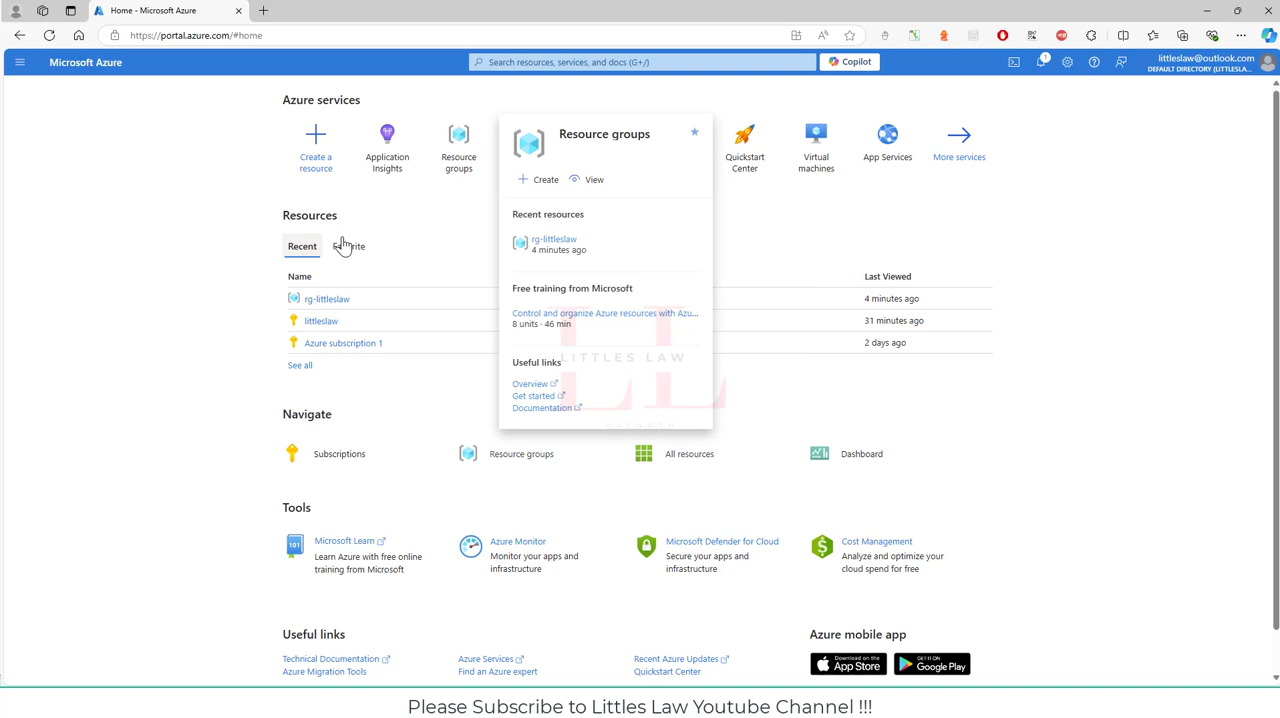 Home - Microsoft Azure
https://portal.azure.com/#home
Microsoft Azure
Search resources, services, and docs (G+/)
Copilot
1
littleslaw@outlook.com
DEFAULT DIRECTORY (LITTLESLA...
Azure services
Create a resource
Application Insights
Resource groups
Quickstart Center
Virtual machines
App Services
More services
Resource groups
Create
View
Recent resources
rg-littleslaw
4 minutes ago
Free training from Microsoft
Control and organize Azure resources with Azu...
8 units · 46 min
Useful links
Overview
Get started
Documentation
LITTLES LAW
Resources
Recent
Favorite
Name
Last Viewed
rg-littleslaw
4 minutes ago
littleslaw
31 minutes ago
Azure subscription 1
2 days ago
See all
Navigate
Subscriptions
Resource groups
All resources
Dashboard
Tools
101
Microsoft Learn
Learn Azure with free online
training from Microsoft
Azure Monitor
Monitor your apps and
infrastructure
Microsoft Defender for Cloud
Secure your apps and
infrastructure
Cost Management
Analyze and optimize your
cloud spend for free
Useful links
Technical Documentation
Azure Services
Recent Azure Updates
Azure Migration Tools
Find an Azure expert
Quickstart Center
Azure mobile app
Download on the
App Store
GET IT ON
Google Play
Please Subscribe to Littles Law Youtube Channel !!!